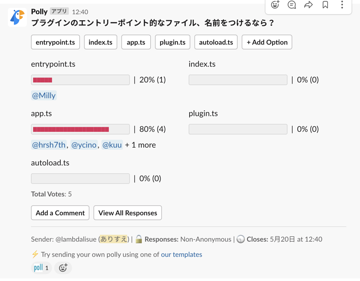 Polly アプリ 12:40
プラグインのエントリーポイント的なファイル、名前をつけるなら？
entrypoint.ts index.ts app.ts plugin.ts autoload.ts + Add Option
entrypoint.ts index.ts
| 20% (1) | 0% (0)
@Milly
app.ts plugin.ts
| 80% (4) | 0% (0)
@hrsh7th, @ycino, @kuu + 1 more
autoload.ts
| 0% (0)
Total Votes: 5
Add a Comment View All Responses
Sender: @lambdalisue (ありすえ) | Responses: Non-Anonymous | Closes: 5月20日 at 12:40
Try sending your own polly using one of our templates
polly 1